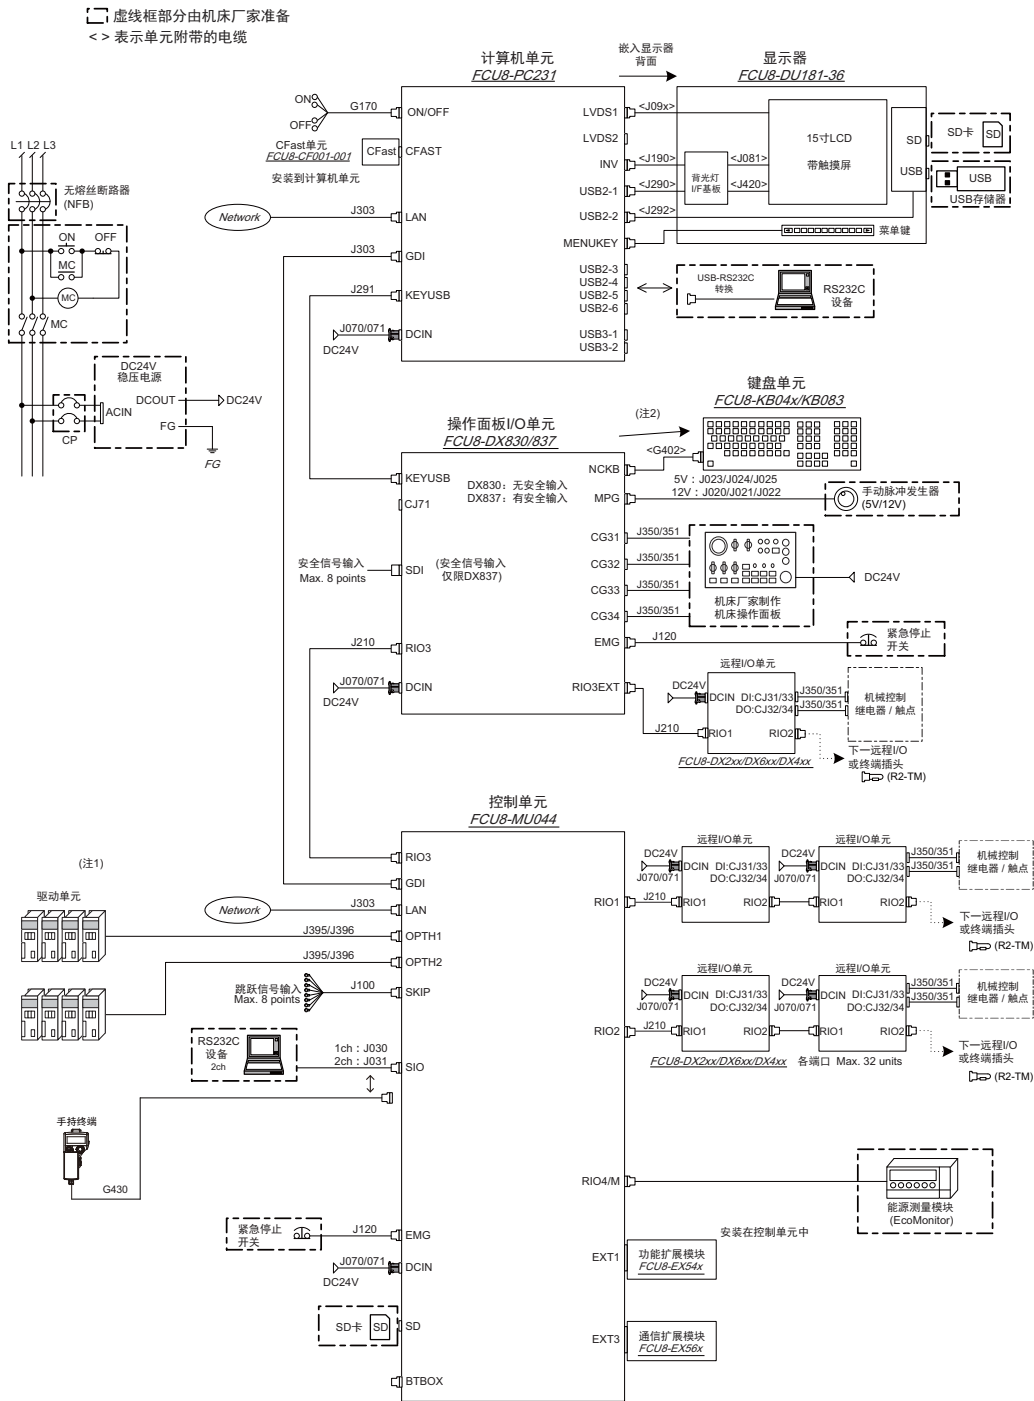 虚线框部分由机床厂家准备
< > 表示单元附带的电缆
L1 L2 L3
无熔丝断路器
(NFB)
ON
OFF
MC
MC
MC
DC24V
稳压电源
DCOUT
DC24V
ACIN
FG
FG
CP
计算机单元
FCU8-PC231
嵌入显示器
背面
显示器
FCU8-DU181-36
ON
OFF
G170
ON/OFF
CFast单元
FCU8-CF001-001
CFast
CFAST
安装到计算机单元
Network
J303
LAN
J303
GDI
J291
KEYUSB
J070/071
DCIN
DC24V
LVDS1
<J09x>
LVDS2
INV
<J190>
<J081>
USB2-1
<J290>
<J420>
背光灯
I/F基板
USB2-2
<J292>
MENUKEY
菜单键
15寸LCD
带触摸屏
SD
SD卡
SD
USB
USB
USB存储器
USB2-3
USB2-4
USB2-5
USB2-6
USB3-1
USB3-2
USB-RS232C
转换
RS232C
设备
操作面板I/O单元
FCU8-DX830/837
(注2)
键盘单元
FCU8-KB04x/KB083
KEYUSB
CJ71
DX830：无安全输入
DX837：有安全输入
NCKB
<G402>
5V：J023/J024/J025
MPG
12V：J020/J021/J022
手动脉冲发生器
(5V/12V)
安全信号输入
Max. 8 points
SDI
(安全信号输入
仅限DX837)
CG31
J350/351
CG32
J350/351
CG33
J350/351
CG34
J350/351
机床厂家制作
机床操作面板
DC24V
EMG
J120
紧急停止
开关
J210
RIO3
J070/071
DCIN
DC24V
RIO3EXT
J210
远程I/O单元
DC24V
DCIN
DI:CJ31/33
DO:CJ32/34
RIO1
RIO2
J350/351
J350/351
机械控制
继电器 / 触点
FCU8-DX2xx/DX6xx/DX4xx
下一远程I/O
或终端插头
(R2-TM)
控制单元
FCU8-MU044
(注1)
驱动单元
RIO3
GDI
Network
J303
LAN
J395/J396
OPTH1
J395/J396
OPTH2
跳跃信号输入
Max. 8 points
J100
SKIP
RS232C
设备
2ch
1ch：J030
2ch：J031
SIO
手持终端
G430
紧急停止
开关
J120
EMG
J070/071
DCIN
DC24V
SD卡
SD
SD
BTBOX
远程I/O单元
远程I/O单元
DC24V
DCIN
DI:CJ31/33
DO:CJ32/34
J070/071
DC24V
DCIN
DI:CJ31/33
DO:CJ32/34
J070/071
J350/351
J350/351
机械控制
继电器 / 触点
RIO1
J210
RIO1
RIO2
RIO1
RIO2
下一远程I/O
或终端插头
(R2-TM)
远程I/O单元
远程I/O单元
DC24V
DCIN
DI:CJ31/33
DO:CJ32/34
J070/071
DC24V
DCIN
DI:CJ31/33
DO:CJ32/34
J070/071
J350/351
J350/351
机械控制
继电器 / 触点
RIO2
J210
RIO1
RIO2
RIO1
RIO2
FCU8-DX2xx/DX6xx/DX4xx
各端口 Max. 32 units
下一远程I/O
或终端插头
(R2-TM)
RIO4/M
能源测量模块
(EcoMonitor)
安装在控制单元中
EXT1
功能扩展模块
FCU8-EX54x
EXT3
通信扩展模块
FCU8-EX56x